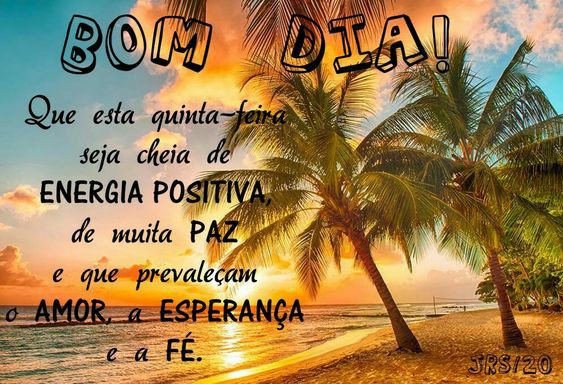 BOM DIA!
Que esta quinta-feira
seja cheia de
ENERGIA POSITIVA,
de muita PAZ
e que prevaleçam
o AMOR, a ESPERANÇA
e a FÉ.
JRS/20